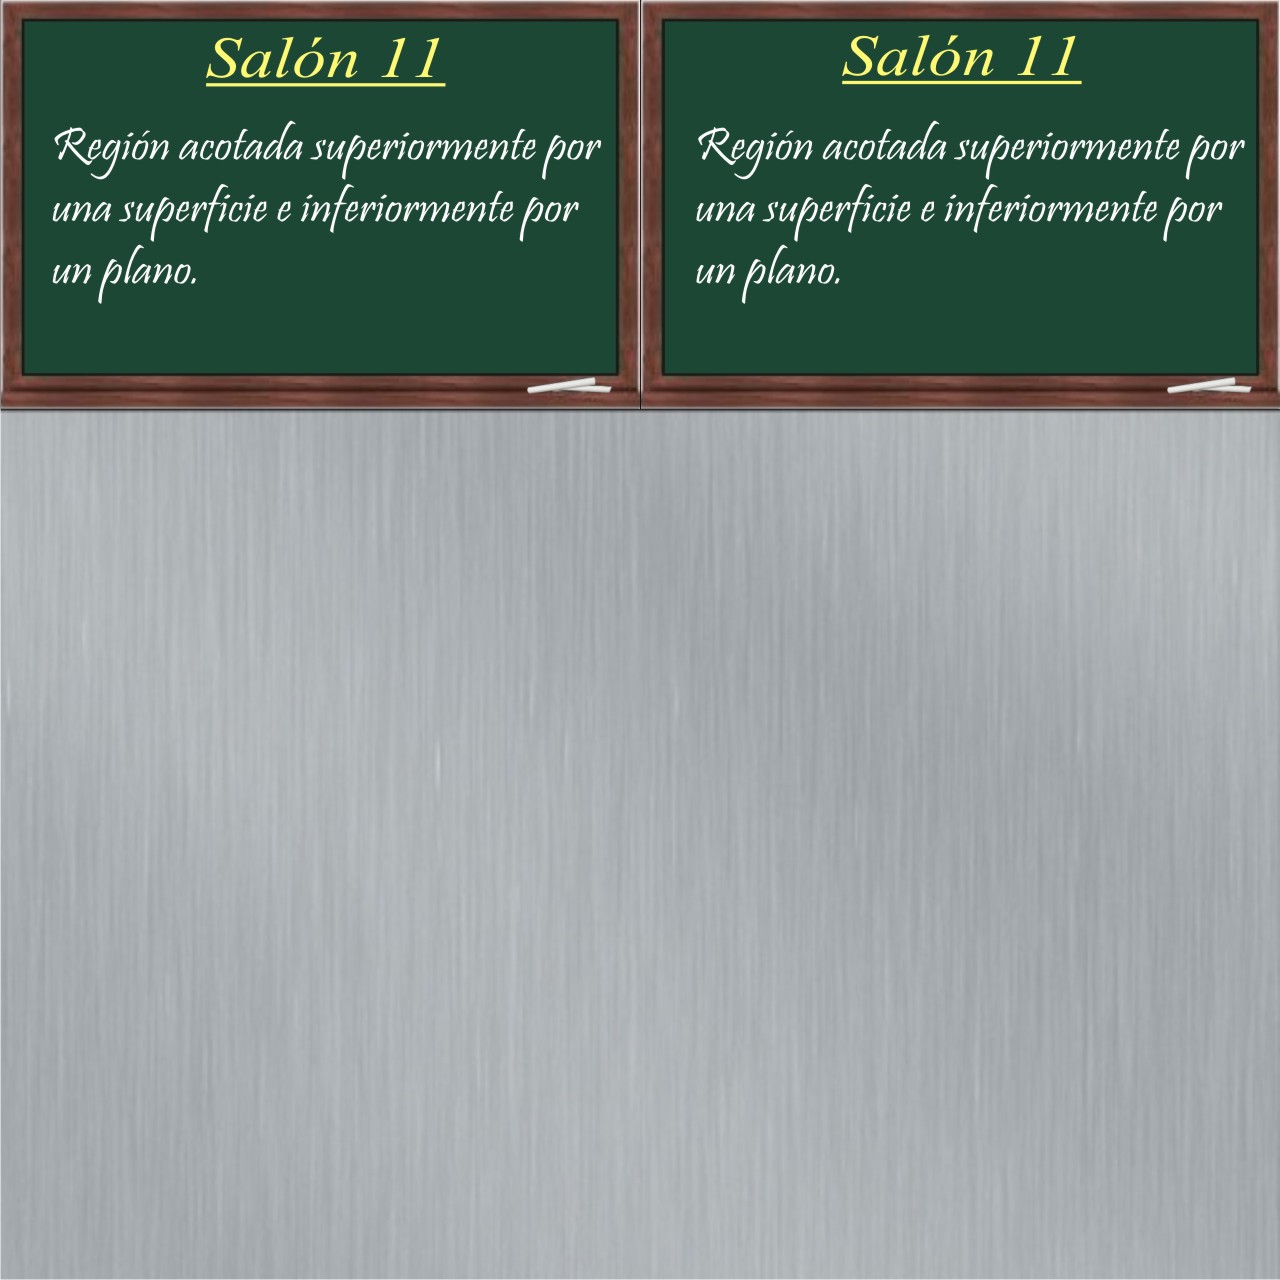 Salón 11
Región acotada superiormente por
una superficie e inferiormente por
un plano.
Salón 11
Región acotada superiormente por
una superficie e inferiormente por
un plano.